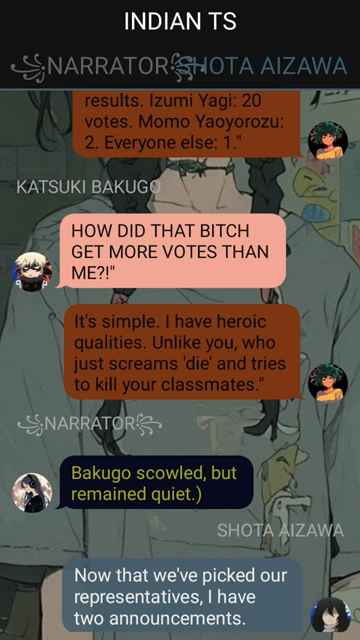 INDIAN TS
꧁NARRATOR꧂
SHOTA AIZAWA
results. Izumi Yagi: 20
votes. Momo Yaoyorozu:
2. Everyone else: 1."
KATSUKI BAKUGO
HOW DID THAT BITCH
GET MORE VOTES THAN
ME?!"
It's simple. I have heroic
qualities. Unlike you, who
just screams 'die' and tries
to kill your classmates."
꧁NARRATOR꧂
Bakugo scowled, but
remained quiet.)
SHOTA AIZAWA
Now that we've picked our
representatives, I have
two announcements.